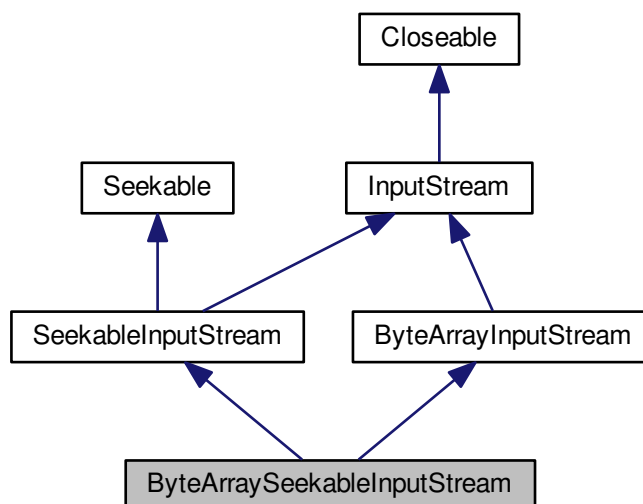 Closeable
Seekable
InputStream
SeekableInputStream
ByteArrayInputStream
ByteArraySeekableInputStream